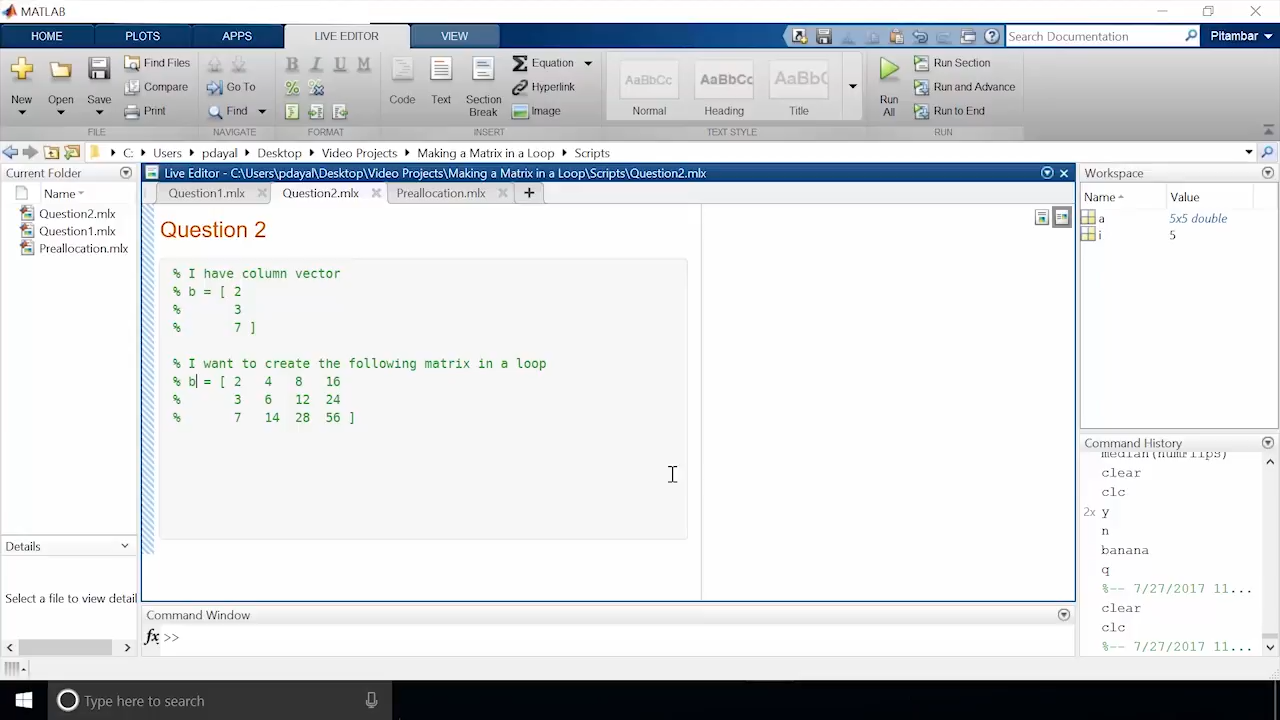 MATLAB
HOME PLOTS APPS LIVE EDITOR VIEW
Search Documentation
Pitambar
New
Open
Save
Find Files
Compare
Print
FILE
Go To
Find
NAVIGATE
B I U M
FORMAT
Code
Text
Section Break
Equation
Hyperlink
Image
INSERT
AaBbCc AaBbCc AaBbC
Normal Heading Title
TEXT STYLE
Run All
Run Section
Run and Advance
Run to End
RUN
C: Users pdayal Desktop Video Projects Making a Matrix in a Loop Scripts
Current Folder
Name
Question2.mlx
Question1.mlx
Preallocation.mlx
Details
Select a file to view detail
Live Editor - C:\Users\pdayal\Desktop\Video Projects\Making a Matrix in a Loop\Scripts\Question2.mlx
Question1.mlx Question2.mlx Preallocation.mlx +
Question 2
% I have column vector
% b = [ 2
% 3
% 7 ]
% I want to create the following matrix in a loop
% b = [ 2 4 8 16
% 3 6 12 24
% 7 14 28 56 ]
Command Window
fx >>
Workspace
Name Value
a 5x5 double
i 5
Command History
median(numFlips)
clear
clc
2x y
n
banana
q
%-- 7/27/2017 11...
clear
clc
%-- 7/27/2017 11...
Type here to search